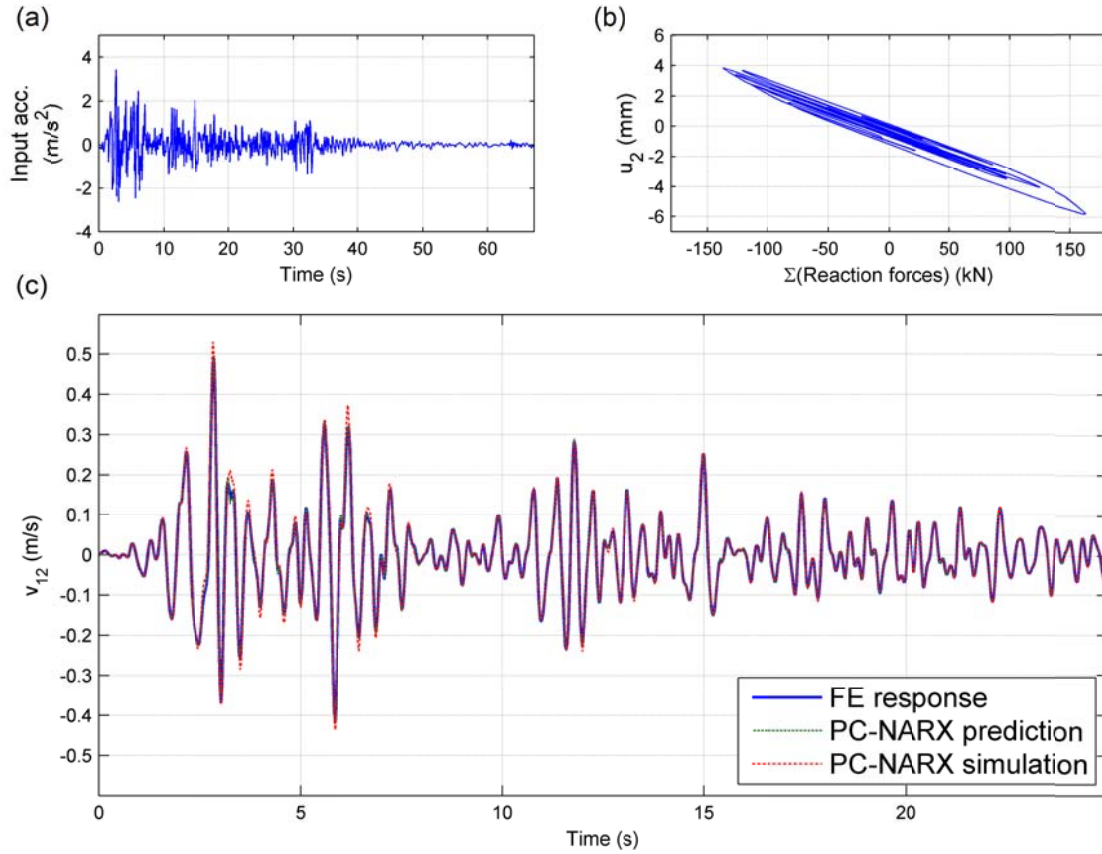 (a)
4
2
0
-2
-4
Input acc.
(m/s²)
0 10 20 30 40 50 60
Time (s)
(b)
6
4
2
0
-2
-4
-6
u₂ (mm)
-150 -100 -50 0 50 100 150
Σ(Reaction forces) (kN)
(c)
0.5
0.4
0.3
0.2
0.1
0
-0.1
-0.2
-0.3
-0.4
-0.5
v₁₂ (m/s)
0 5 10 15 20
Time (s)
FE response
PC-NARX prediction
PC-NARX simulation